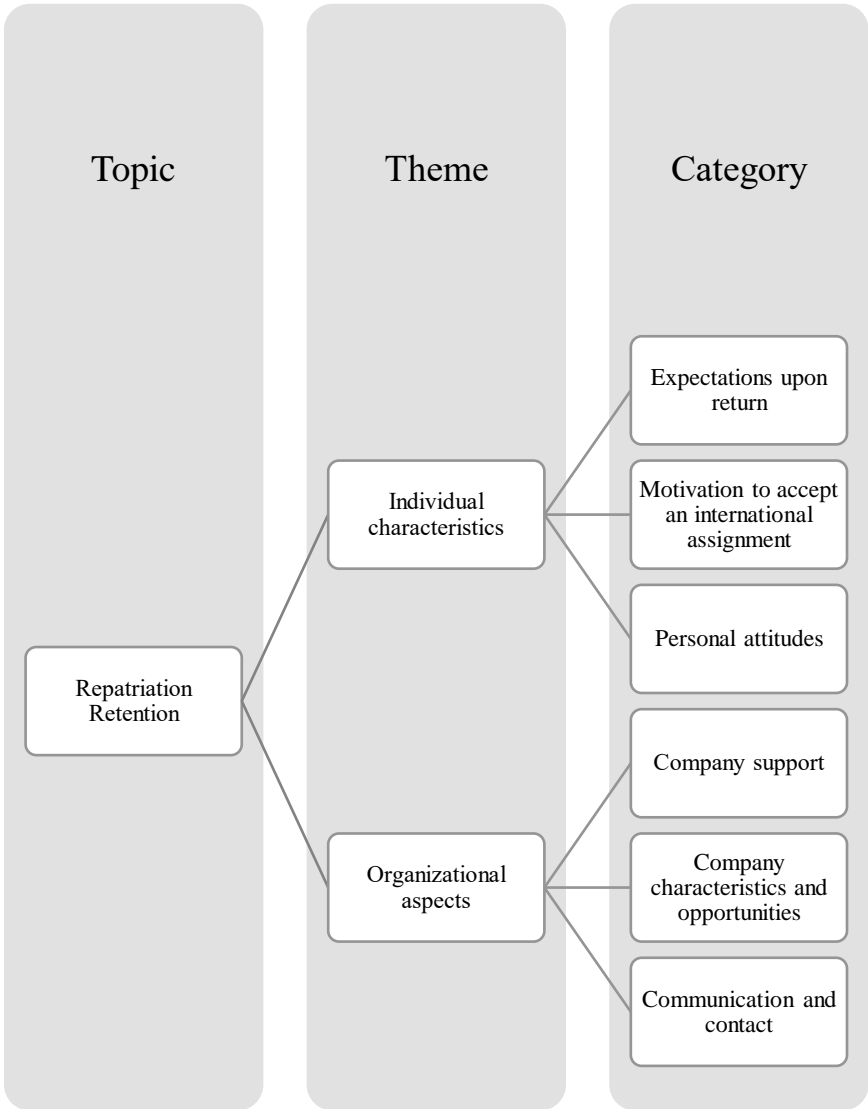 Topic
Theme
Category
Expectations upon
return
Individual
characteristics
Motivation to accept
an international
assignment
Personal attitudes
Repatriation
Retention
Company support
Organizational
aspects
Company
characteristics and
opportunities
Communication and
contact